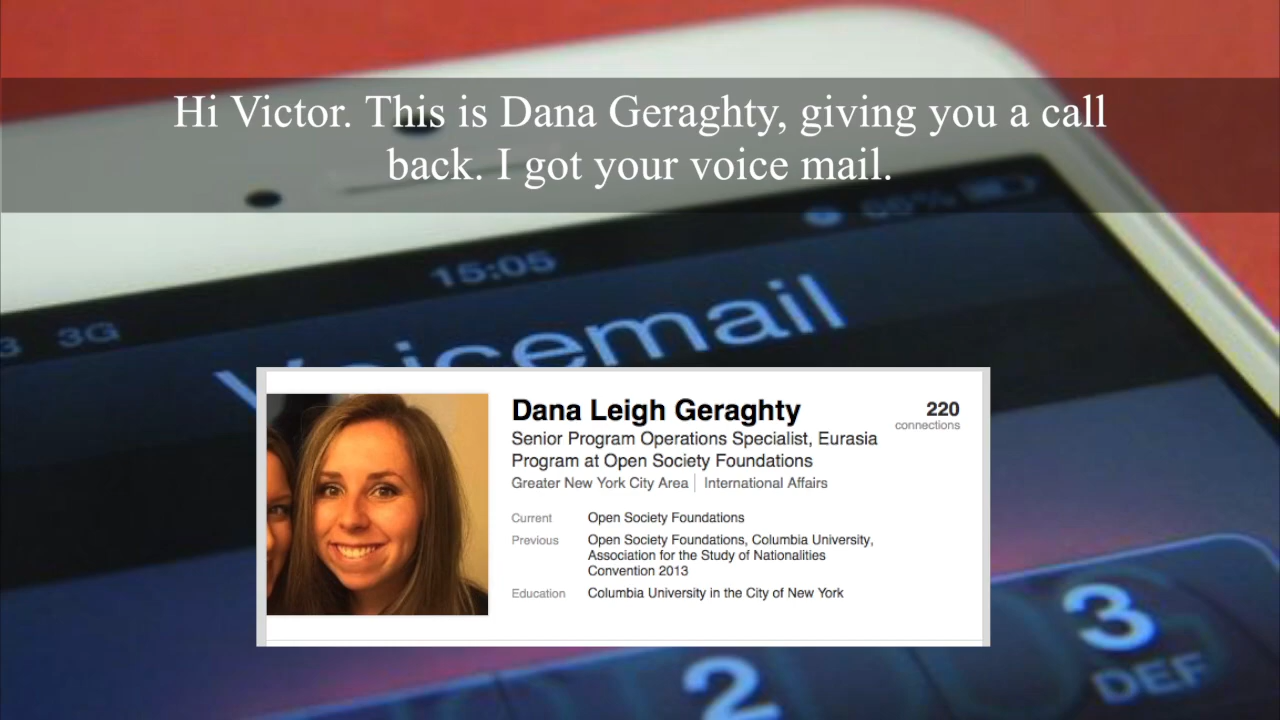 Hi Victor. This is Dana Geraghty, giving you a call
back. I got your voice mail.
66%
15:05
3G
Voicemail
Dana Leigh Geraghty
220
connections
Senior Program Operations Specialist, Eurasia
Program at Open Society Foundations
Greater New York City Area | International Affairs
Current Open Society Foundations
Previous Open Society Foundations, Columbia University,
Association for the Study of Nationalities
Convention 2013
Education Columbia University in the City of New York
3
DEF
2